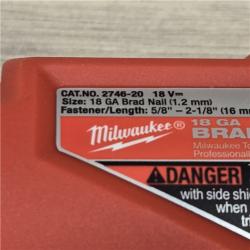 CAT.NO. 2746-20 18 V⎓
Size: 18 GA Brad Nail (1.2 mm)
Fastener/Length: 5/8" - 2-1/8" (16 m
Milwaukee®
18 GA
BRAD
Milwaukee To
Professional
DANGER
with side shi
when